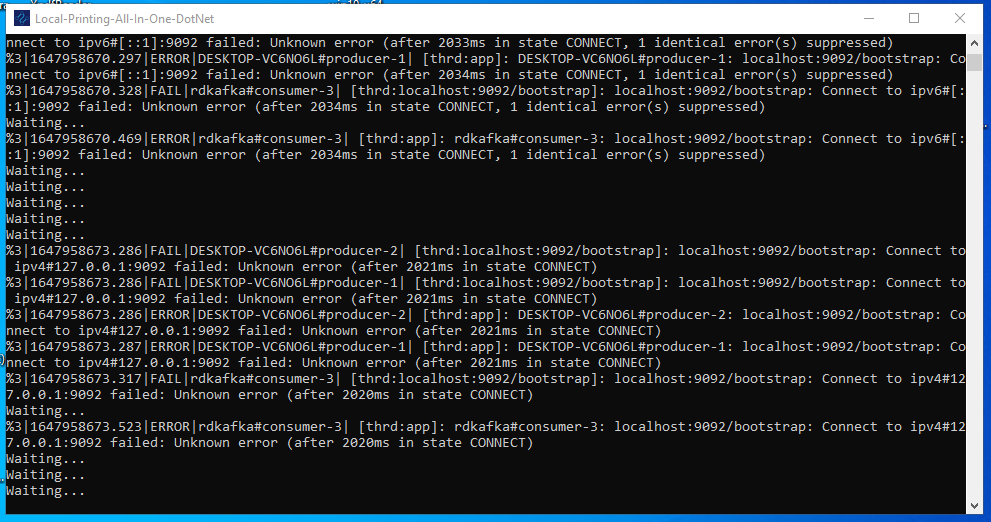 Local-Printing-All-In-One-DotNet
nnect to ipv6#[::1]:9092 failed: Unknown error (after 2033ms in state CONNECT, 1 identical error(s) suppressed)
%3|1647958670.297|ERROR|DESKTOP-VC6NO6L#producer-1| [thrd:app]: DESKTOP-VC6NO6L#producer-1: localhost:9092/bootstrap: Co
nnect to ipv6#[::1]:9092 failed: Unknown error (after 2034ms in state CONNECT, 1 identical error(s) suppressed)
%3|1647958670.328|FAIL|rdkafka#consumer-3| [thrd:localhost:9092/bootstrap]: localhost:9092/bootstrap: Connect to ipv6#[:
:1]:9092 failed: Unknown error (after 2034ms in state CONNECT, 1 identical error(s) suppressed)
Waiting...
%3|1647958670.469|ERROR|rdkafka#consumer-3| [thrd:app]: rdkafka#consumer-3: localhost:9092/bootstrap: Connect to ipv6#[:
:1]:9092 failed: Unknown error (after 2034ms in state CONNECT, 1 identical error(s) suppressed)
Waiting...
Waiting...
Waiting...
Waiting...
Waiting...
%3|1647958673.286|FAIL|DESKTOP-VC6NO6L#producer-2| [thrd:localhost:9092/bootstrap]: localhost:9092/bootstrap: Connect to
 ipv4#127.0.0.1:9092 failed: Unknown error (after 2021ms in state CONNECT)
%3|1647958673.286|FAIL|DESKTOP-VC6NO6L#producer-1| [thrd:localhost:9092/bootstrap]: localhost:9092/bootstrap: Connect to
 ipv4#127.0.0.1:9092 failed: Unknown error (after 2021ms in state CONNECT)
%3|1647958673.286|ERROR|DESKTOP-VC6NO6L#producer-2| [thrd:app]: DESKTOP-VC6NO6L#producer-2: localhost:9092/bootstrap: Co
nnect to ipv4#127.0.0.1:9092 failed: Unknown error (after 2021ms in state CONNECT)
%3|1647958673.287|ERROR|DESKTOP-VC6NO6L#producer-1| [thrd:app]: DESKTOP-VC6NO6L#producer-1: localhost:9092/bootstrap: Co
nnect to ipv4#127.0.0.1:9092 failed: Unknown error (after 2021ms in state CONNECT)
%3|1647958673.317|FAIL|rdkafka#consumer-3| [thrd:localhost:9092/bootstrap]: localhost:9092/bootstrap: Connect to ipv4#12
7.0.0.1:9092 failed: Unknown error (after 2020ms in state CONNECT)
Waiting...
%3|1647958673.523|ERROR|rdkafka#consumer-3| [thrd:app]: rdkafka#consumer-3: localhost:9092/bootstrap: Connect to ipv4#12
7.0.0.1:9092 failed: Unknown error (after 2020ms in state CONNECT)
Waiting...
Waiting...
Waiting...